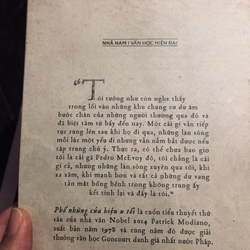 NHÃ NAM | VĂN HỌC HIỆN ĐẠI
"Tôi tưởng như còn nghe thấy
trong lối vào những khu chung cư dư âm
bước chân của những người thường qua đó và
đã biệt tăm từ bấy đến nay. Một cái gì vẫn tiếp
tục rung lên sau khi họ đi qua, những làn sóng
mỗi lúc một yếu đi nhưng vẫn nắm bắt được nếu
tập trung chú ý. Thực ra, có thể chưa bao giờ
tôi là cái gã Pedro McEvoy đó, tôi chẳng là cái
gì cả, nhưng những làn sóng xuyên qua tôi, khi
xa xăm, khi mạnh hơn và tất cả những dư vang
tản mát bồng bềnh trong không trung ấy
kết tinh lại và đấy là tôi."
Phố những cửa hiệu u tối là cuốn tiểu thuyết thứ
sáu của nhà văn Nobel 2014 Patrick Modiano,
xuất bản năm 1978 và cùng năm đó được giải
thưởng văn học Goncourt danh giá nhất nước Pháp.